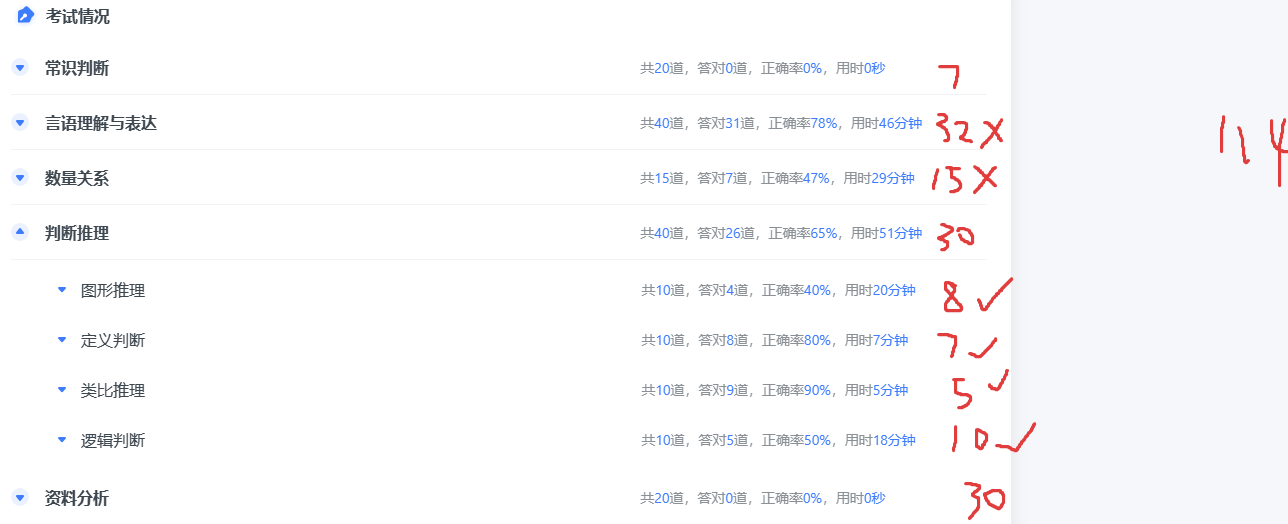 考试情况
常识判断 共20道，答对0道，正确率0%，用时0秒 7
言语理解与表达 共40道，答对31道，正确率78%，用时46分钟 32 X
数量关系 共15道，答对7道，正确率47%，用时29分钟 15 X
判断推理 共40道，答对26道，正确率65%，用时51分钟 30
图形推理 共10道，答对4道，正确率40%，用时20分钟 8 ✓
定义判断 共10道，答对8道，正确率80%，用时7分钟 7 ✓
类比推理 共10道，答对9道，正确率90%，用时5分钟 5 ✓
逻辑判断 共10道，答对5道，正确率50%，用时18分钟 10 ✓
资料分析 共20道，答对0道，正确率0%，用时0秒 30